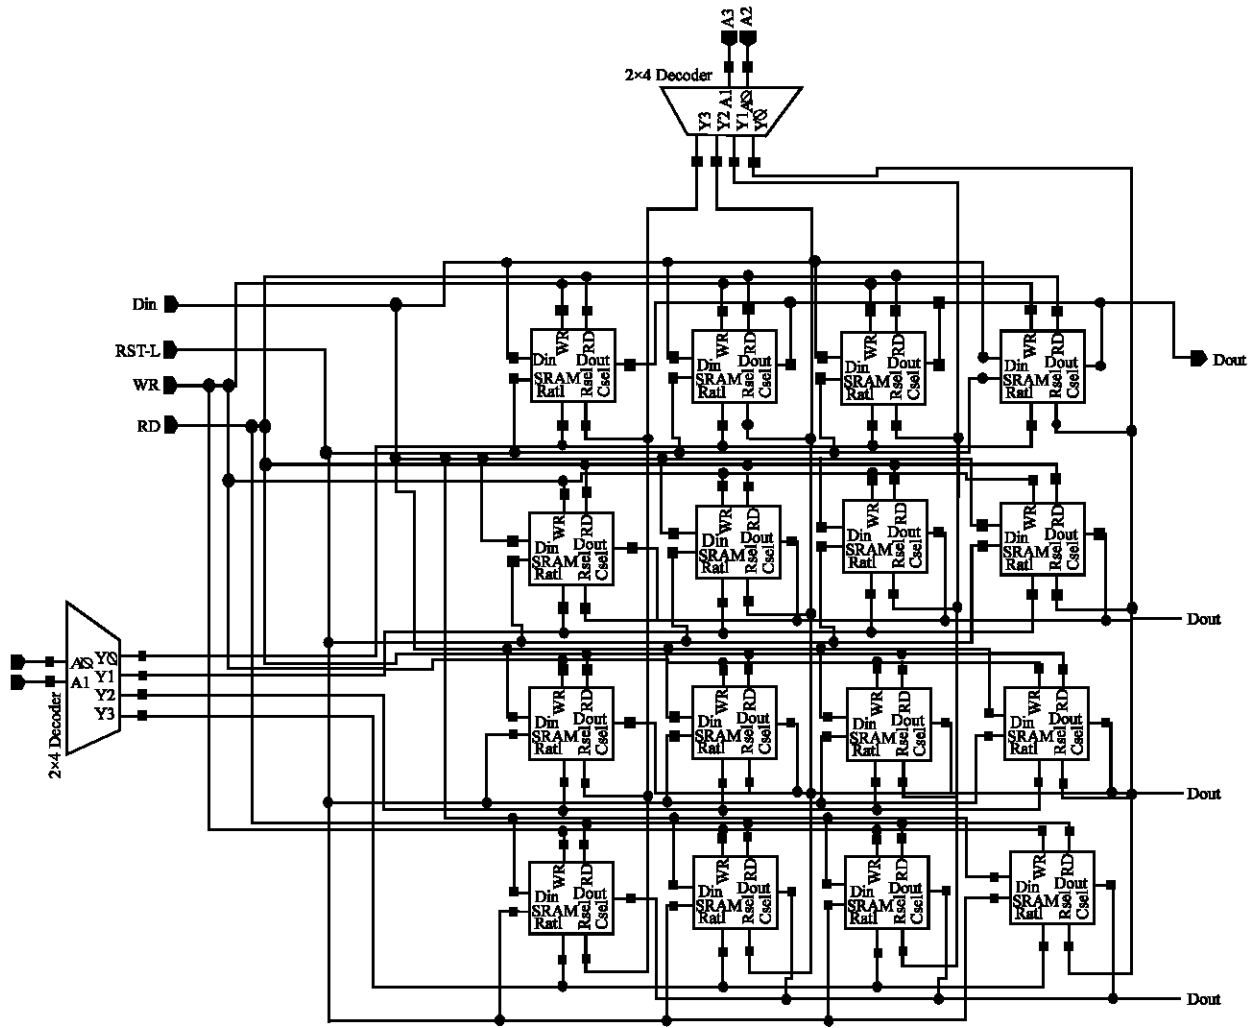 A3 A2
2×4 Decoder
A1 AØ
Y3 Y2 Y1 YØ
Din
RST-L
WR
RD
WR RD
Din Dout
SRAM
Ratl Rsel Csel
WR RD
Din Dout
SRAM
Ratl Rsel Csel
WR RD
Din Dout
SRAM
Ratl Rsel Csel
WR RD
Din Dout
SRAM
Ratl Rsel Csel
Dout
WR RD
Din Dout
SRAM
Ratl Rsel Csel
WR RD
Din Dout
SRAM
Ratl Rsel Csel
WR RD
Din Dout
SRAM
Ratl Rsel Csel
WR RD
Din Dout
SRAM
Ratl Rsel Csel
Dout
AØ YØ
A1 Y1
Y2
Y3
2×4 Decoder
WR RD
Din Dout
SRAM
Ratl Rsel Csel
WR RD
Din Dout
SRAM
Ratl Rsel Csel
WR RD
Din Dout
SRAM
Ratl Rsel Csel
WR RD
Din Dout
SRAM
Ratl Rsel Csel
Dout
WR RD
Din Dout
SRAM
Ratl Rsel Csel
WR RD
Din Dout
SRAM
Ratl Rsel Csel
WR RD
Din Dout
SRAM
Ratl Rsel Csel
WR RD
Din Dout
SRAM
Ratl Rsel Csel
Dout